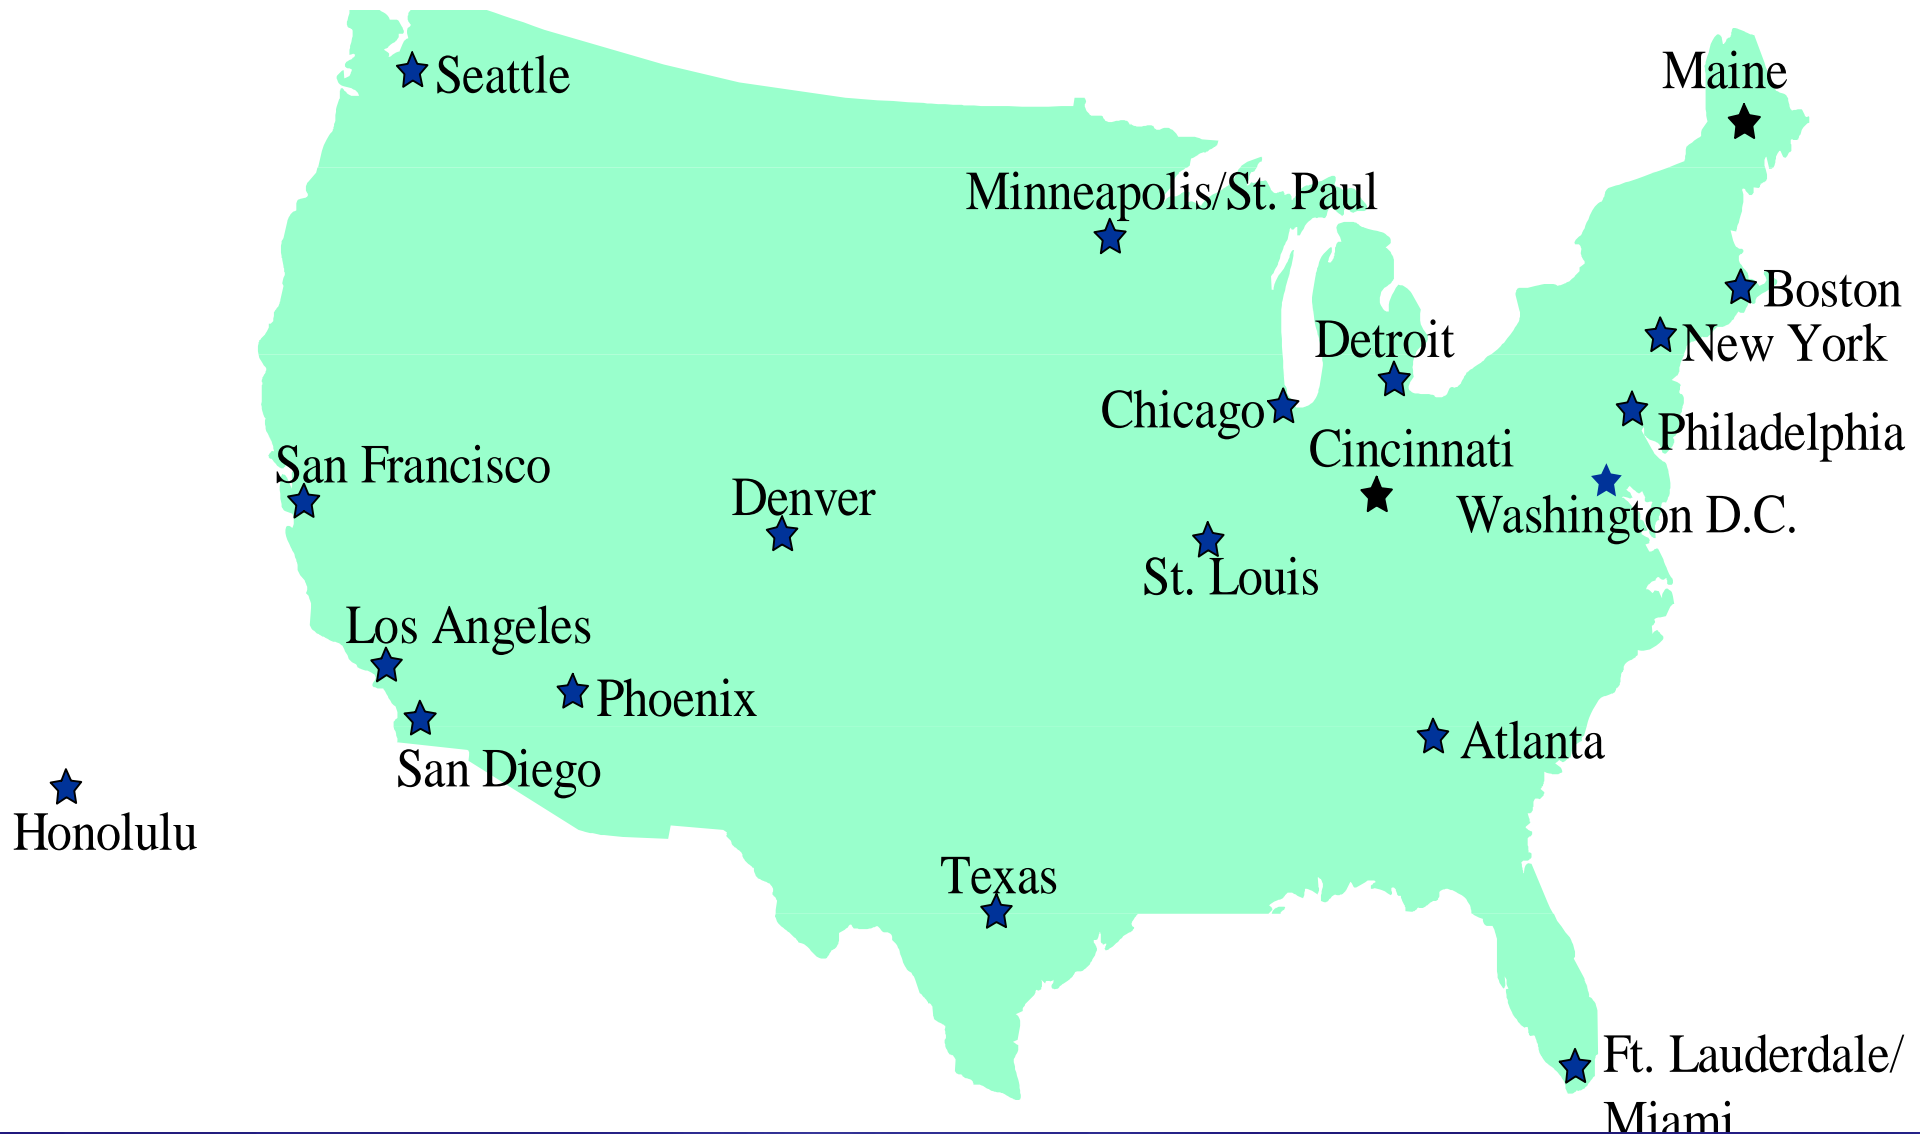 Seattle
Maine
Minneapolis/St. Paul
Boston
Detroit
New York
Chicago
Philadelphia
Cincinnati
San Francisco
Denver
Washington D.C.
St. Louis
Los Angeles
Phoenix
Atlanta
San Diego
Honolulu
Texas
Ft. Lauderdale/
Miami